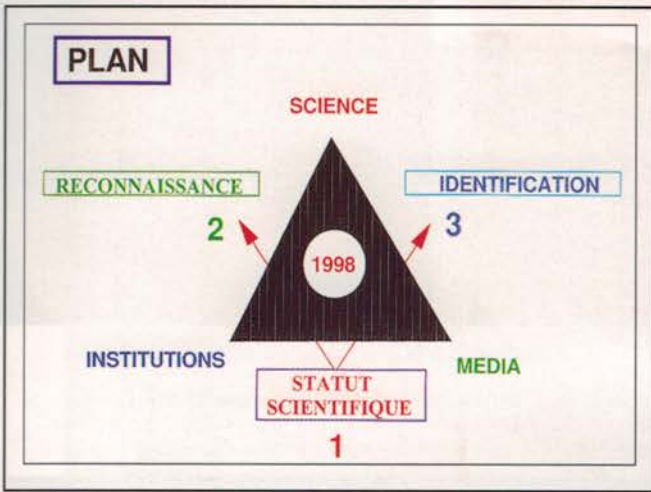 PLAN
SCIENCE
RECONNAISSANCE
IDENTIFICATION
2
3
1998
INSTITUTIONS
MEDIA
STATUT
SCIENTIFIQUE
1